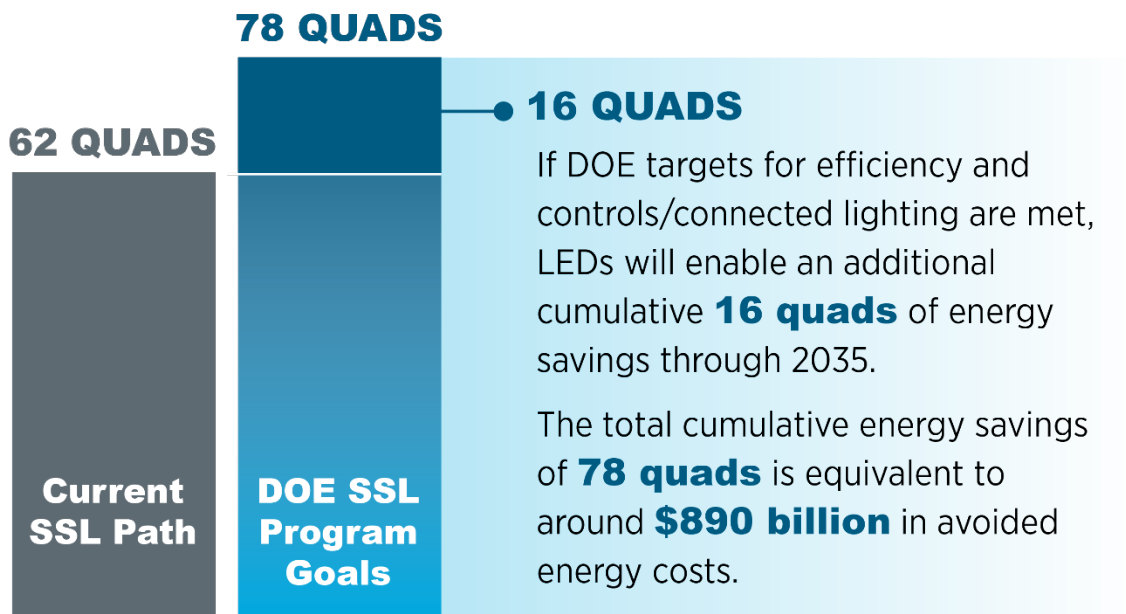 78 QUADS
62 QUADS
16 QUADS
If DOE targets for efficiency and
controls/connected lighting are met,
LEDs will enable an additional
cumulative 16 quads of energy
savings through 2035.
The total cumulative energy savings
of 78 quads is equivalent to
around $890 billion in avoided
energy costs.
Current
SSL Path
DOE SSL
Program
Goals